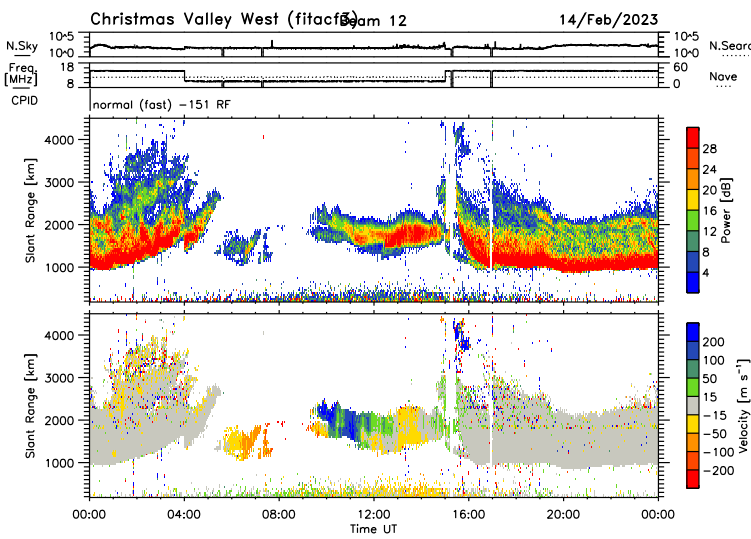 Christmas Valley West (fitacf3) Beam 12 14/Feb/2023
N.Sky 10^5 10^0 10^5 10^0 N.Searc
Freq. [MHz] 18 8 60 0 Nave
CPID normal (fast) -151 RF
Slant Range [km] 4000 3000 2000 1000
Power [dB] 28 24 20 16 12 8 4
Slant Range [km] 4000 3000 2000 1000
Velocity [m s⁻¹] 200 100 50 15 -15 -50 -100 -200
00:00 04:00 08:00 12:00 16:00 20:00 00:00
Time UT